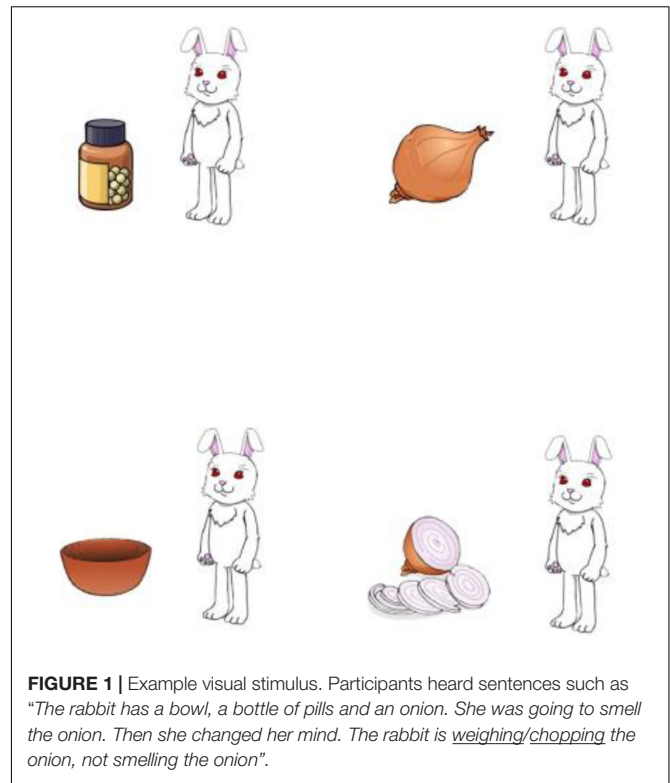 FIGURE 1 | Example visual stimulus. Participants heard sentences such as
“The rabbit has a bowl, a bottle of pills and an onion. She was going to smell
the onion. Then she changed her mind. The rabbit is weighing/chopping the
onion, not smelling the onion”.